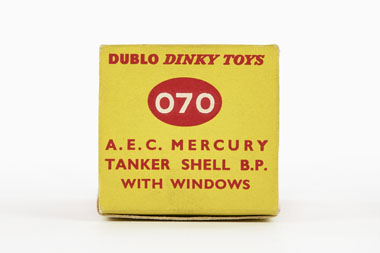 DUBLO DINKY TOYS
070
A.E.C. MERCURY
TANKER SHELL B.P.
WITH WINDOWS